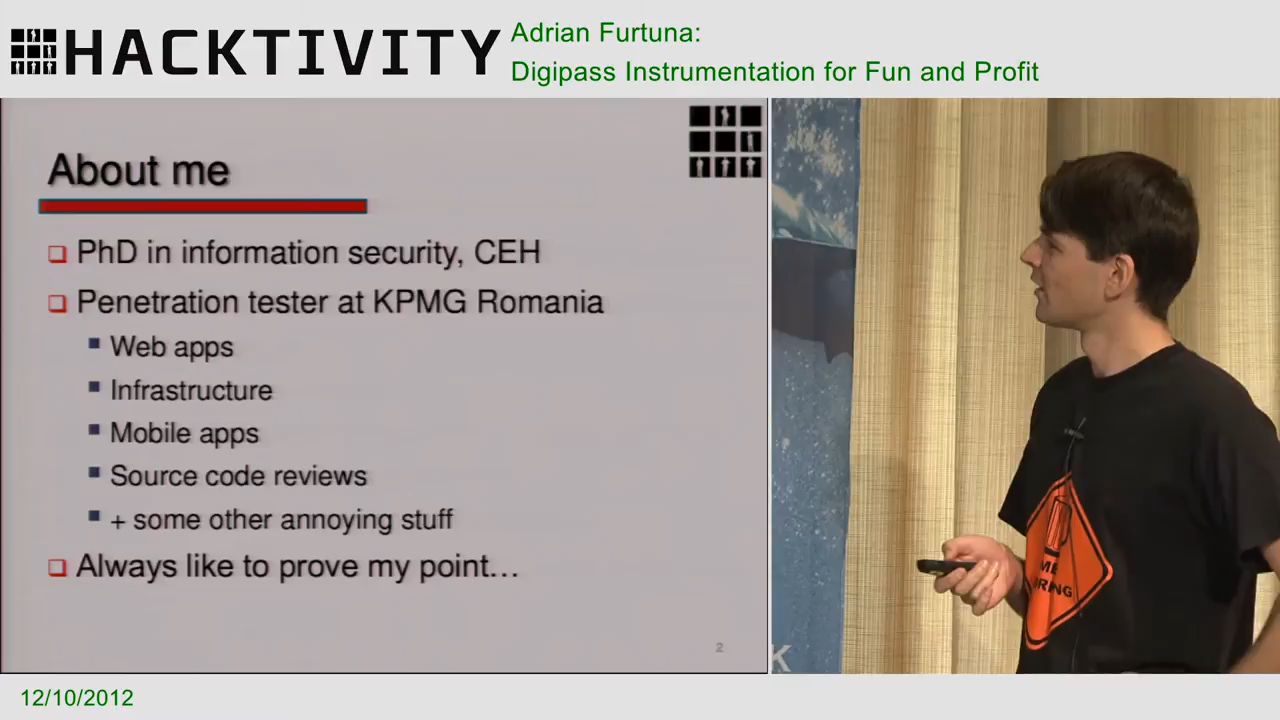 HACKTIVITY
Adrian Furtuna:
Digipass Instrumentation for Fun and Profit
About me
PhD in information security, CEH
Penetration tester at KPMG Romania
Web apps
Infrastructure
Mobile apps
Source code reviews
+ some other annoying stuff
Always like to prove my point…
2
K
12/10/2012